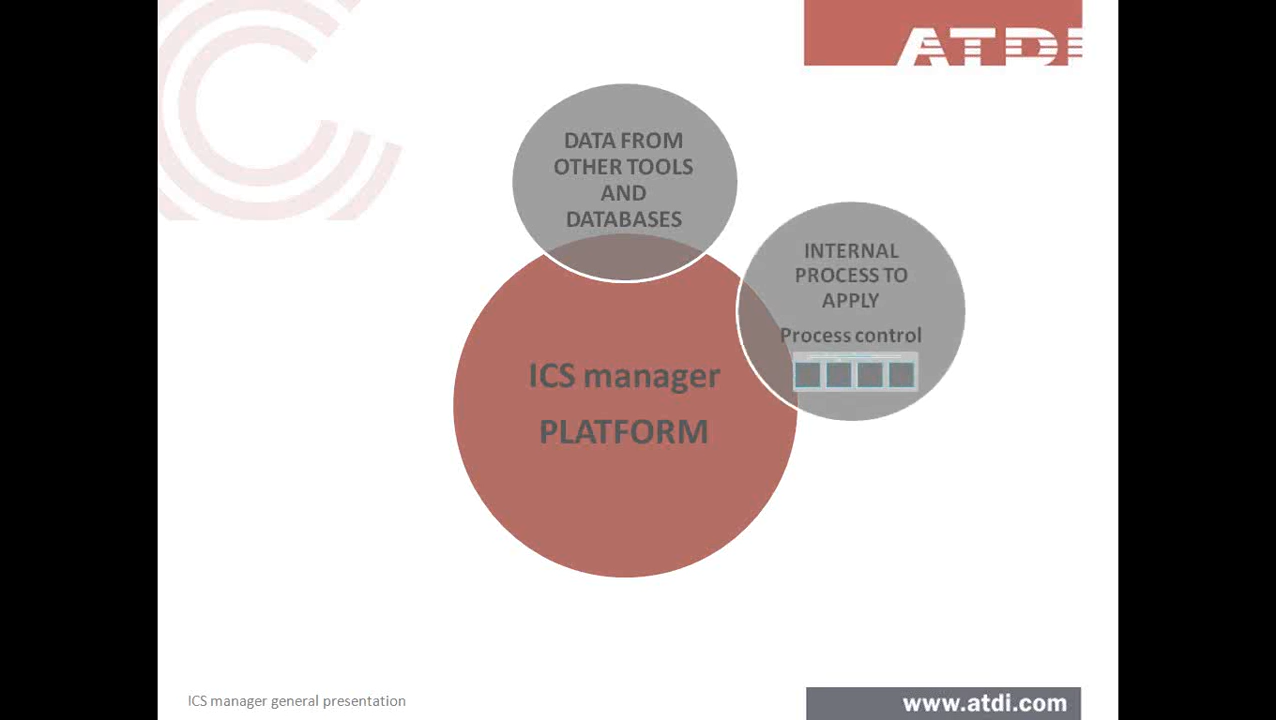 ATDI
DATA FROM
OTHER TOOLS
AND
DATABASES
INTERNAL
PROCESS TO
APPLY
Process control
ICS manager
PLATFORM
ICS manager general presentation
www.atdi.com